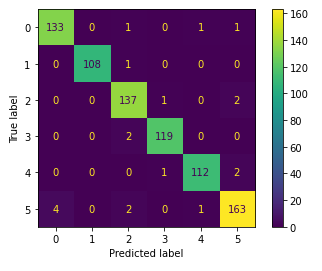 0 133 0 1 0 1 1
1 0 108 1 0 0 0
2 0 0 137 1 0 2
3 0 0 2 119 0 0
4 0 0 0 1 112 2
5 4 0 2 0 1 163
0 1 2 3 4 5
Predicted label
True label
160
140
120
100
80
60
40
20
0